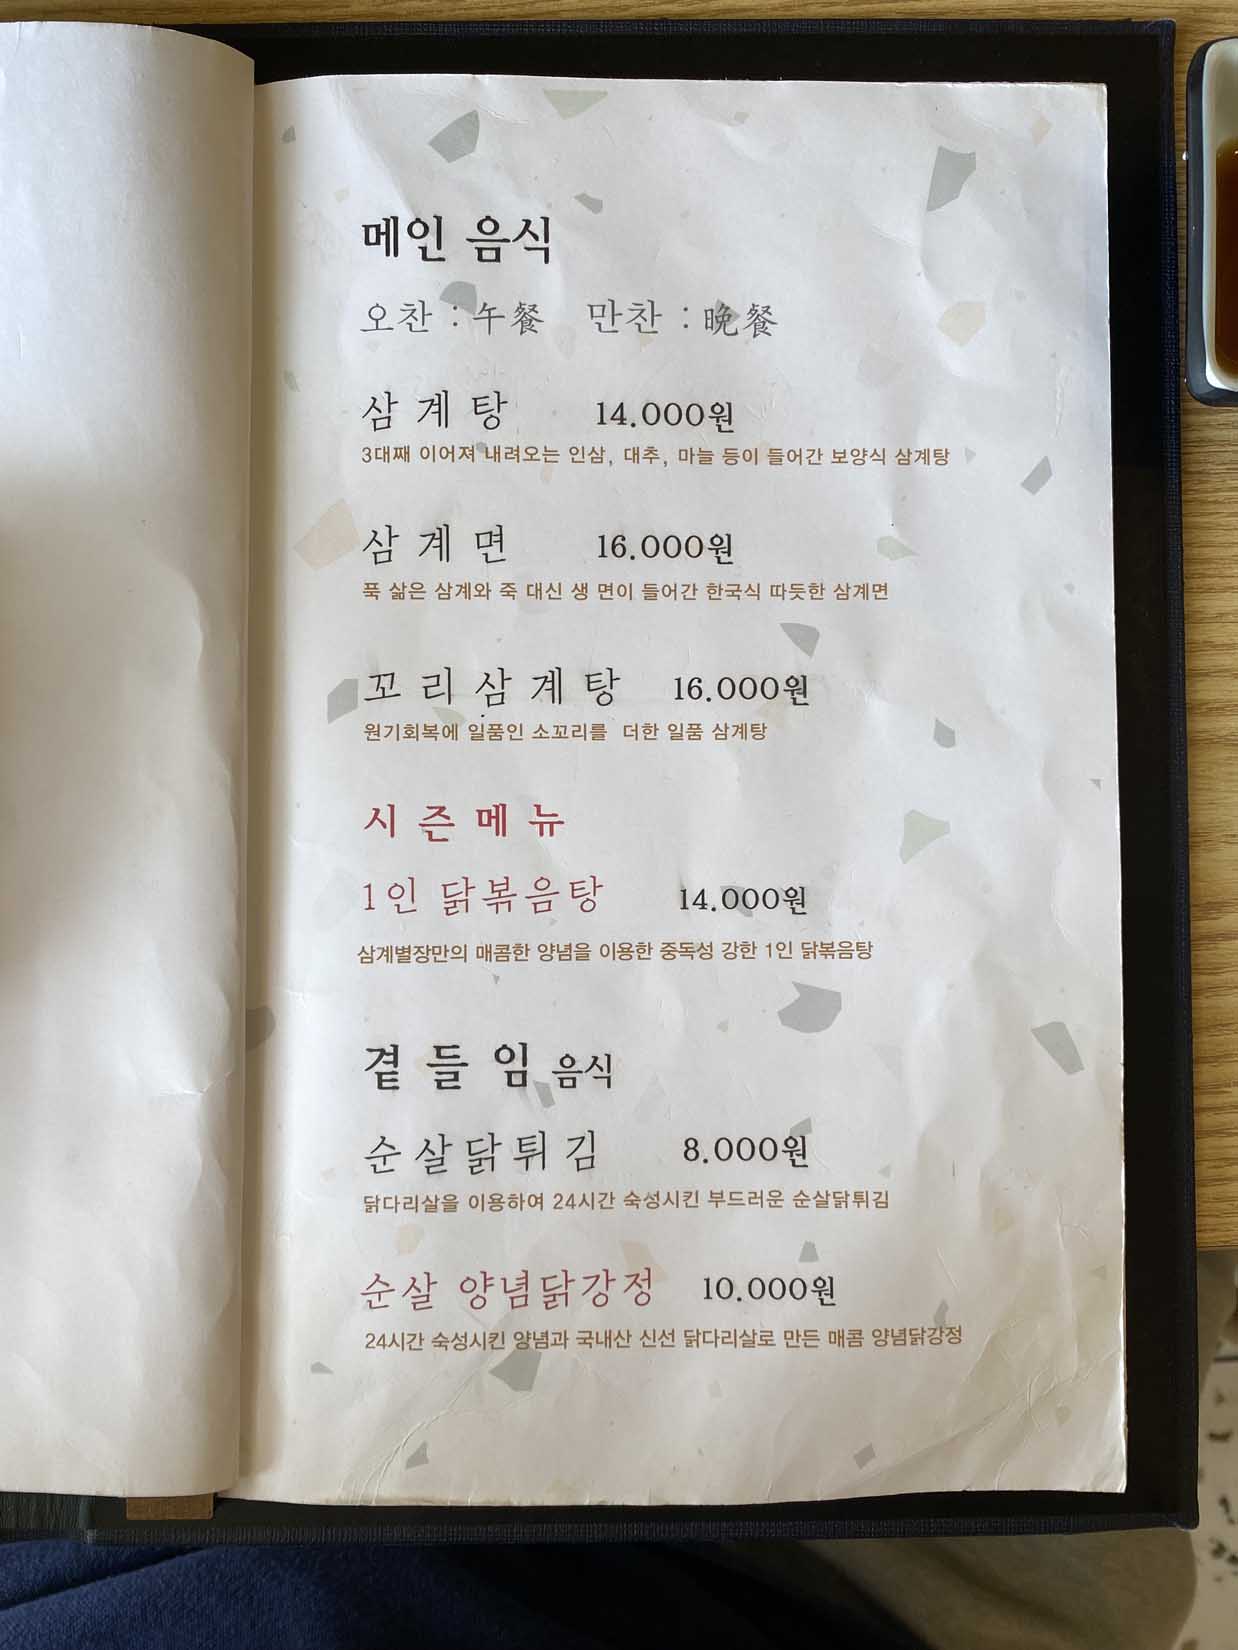 메인 음식
오찬 : 午餐 만찬 : 晩餐
삼계탕 14.000원
3대째 이어져 내려오는 인삼, 대추, 마늘 등이 들어간 보양식 삼계탕
삼계면 16.000원
푹 삶은 삼계와 죽 대신 생 면이 들어간 한국식 따듯한 삼계면
꼬리삼계탕 16.000원
원기회복에 일품인 소꼬리를 더한 일품 삼계탕
시즌메뉴
1인 닭볶음탕 14.000원
삼계별장만의 매콤한 양념을 이용한 중독성 강한 1인 닭볶음탕
곁들임 음식
순살닭튀김 8.000원
닭다리살을 이용하여 24시간 숙성시킨 부드러운 순살닭튀김
순살 양념닭강정 10.000원
24시간 숙성시킨 양념과 국내산 신선 닭다리살로 만든 매콤 양념닭강정